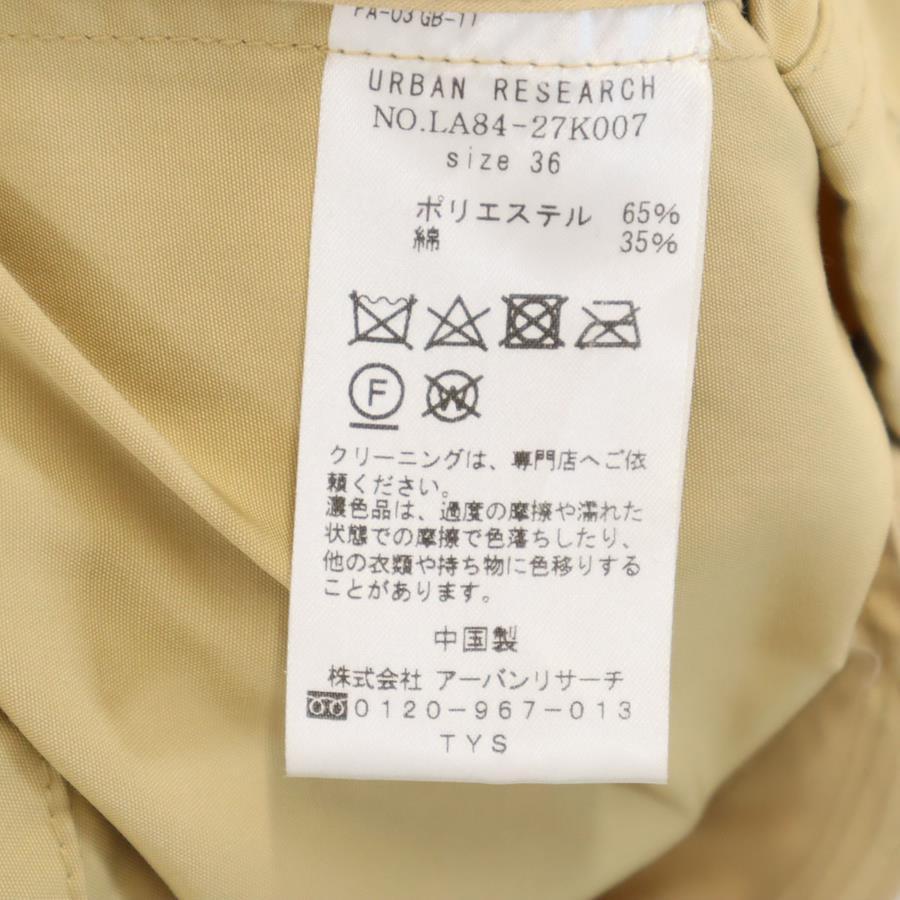 PA-03 GB-11
URBAN RESEARCH
NO.LA84-27K007
size 36
ポリエステル 65%
綿 35%
F W
クリーニングは、専門店へご依
頼ください。
濃色品は、過度の摩擦や濡れた
状態での摩擦で色落ちしたり、
他の衣類や持ち物に色移りする
ことがあります。
中国製
株式会社 アーバンリサーチ
0120-967-013
TYS